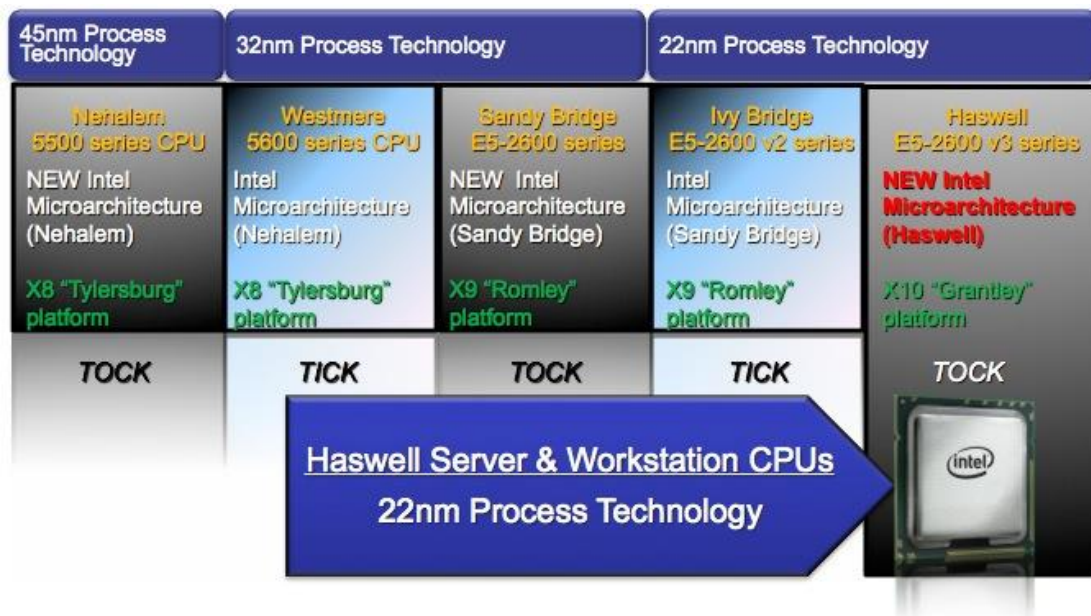 45nm Process
Technology
32nm Process Technology
22nm Process Technology
Nehalem
5500 series CPU
NEW Intel
Microarchitecture
(Nehalem)
X8 “Tylersburg”
platform
TOCK
Westmere
5600 series CPU
Intel
Microarchitecture
(Nehalem)
X8 “Tylersburg”
platform
TICK
Sandy Bridge
E5-2600 series
NEW Intel
Microarchitecture
(Sandy Bridge)
X9 “Romley”
platform
TOCK
Ivy Bridge
E5-2600 v2 series
Intel
Microarchitecture
(Sandy Bridge)
X9 “Romley”
platform
TICK
Haswell
E5-2600 v3 series
NEW Intel
Microarchitecture
(Haswell)
X10 “Grantley”
platform
TOCK
Haswell Server & Workstation CPUs
22nm Process Technology
intel